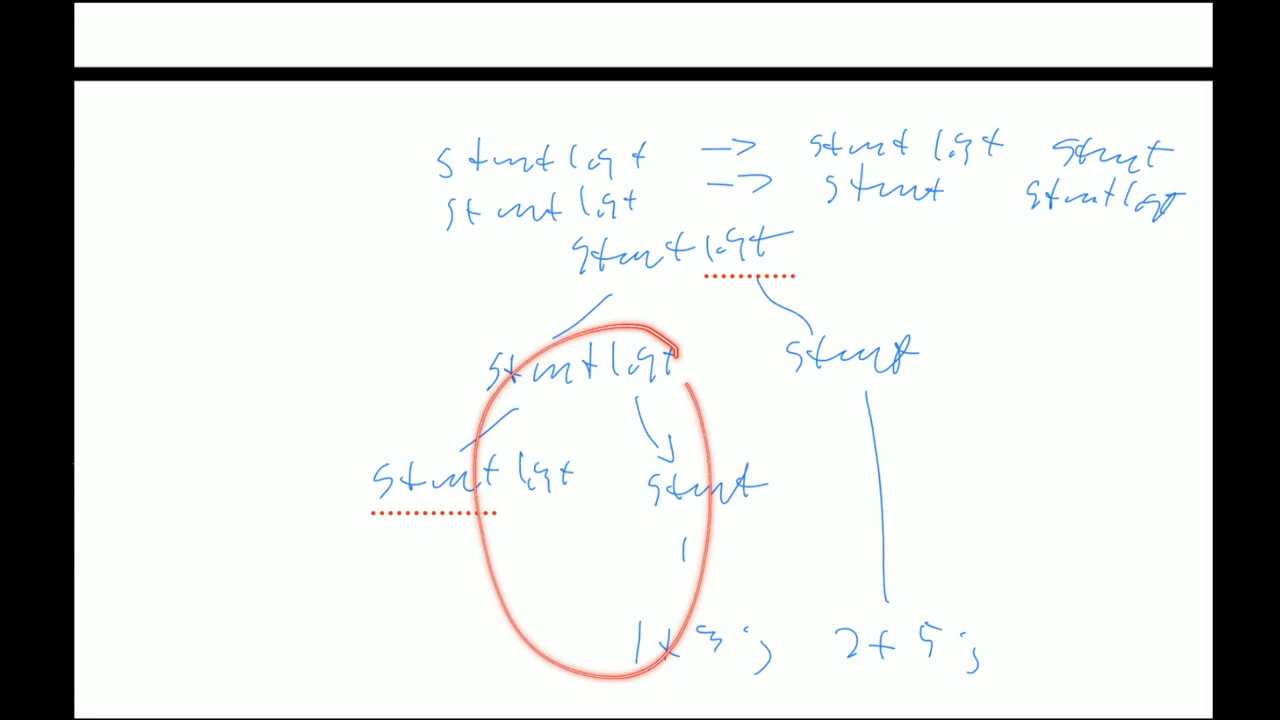 stmtlist -> stmtlist stmt
stmtlist -> stmt stmtlist
stmtlist
stmtlist stmt
stmtlist stmt
1 + 3 ; 2 + 5 ;